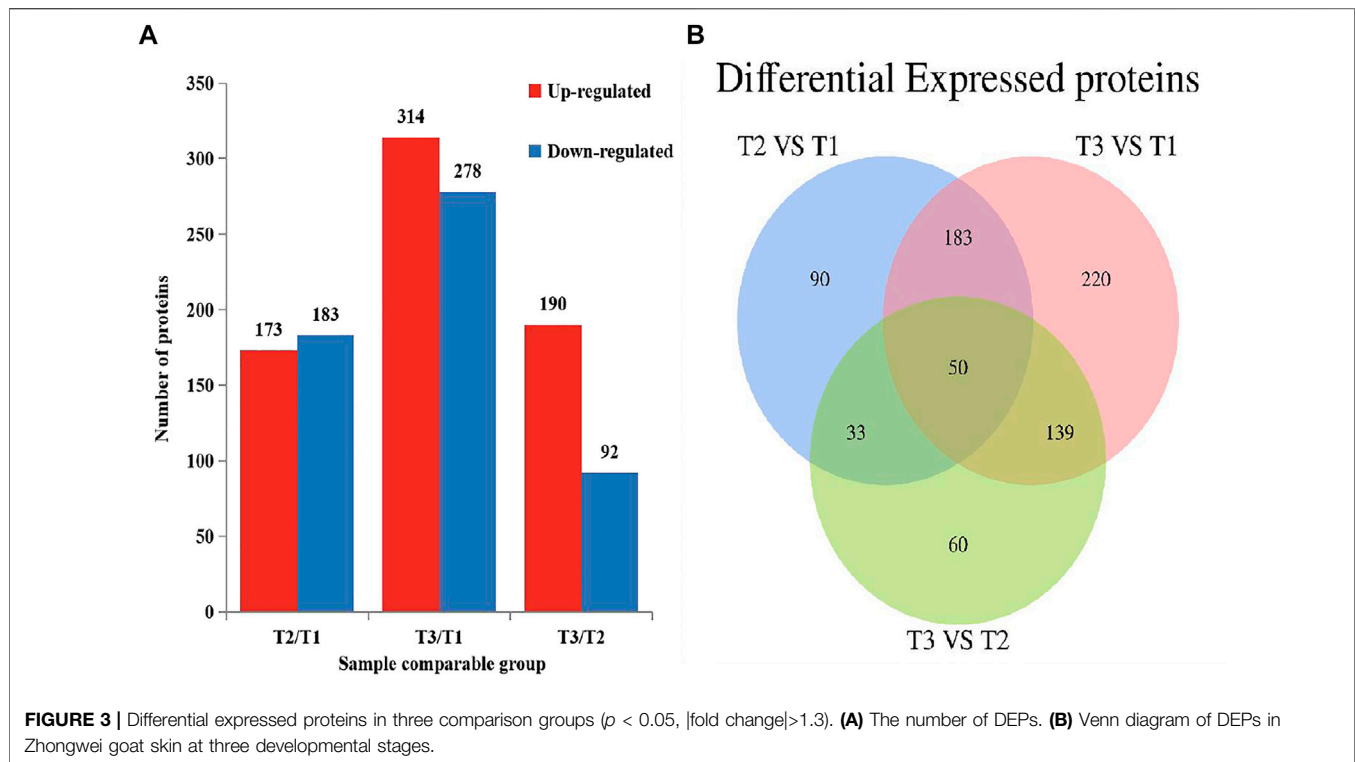 A
350
300
250
200
150
100
50
0
Number of proteins
Up-regulated
Down-regulated
173
183
314
278
190
92
T2/T1
T3/T1
T3/T2
Sample comparable group
B
Differential Expressed proteins
T2 VS T1
T3 VS T1
183
90
220
50
33
139
60
T3 VS T2
FIGURE 3 | Differential expressed proteins in three comparison groups (p < 0.05, |fold change|>1.3). (A) The number of DEPs. (B) Venn diagram of DEPs in
Zhongwei goat skin at three developmental stages.